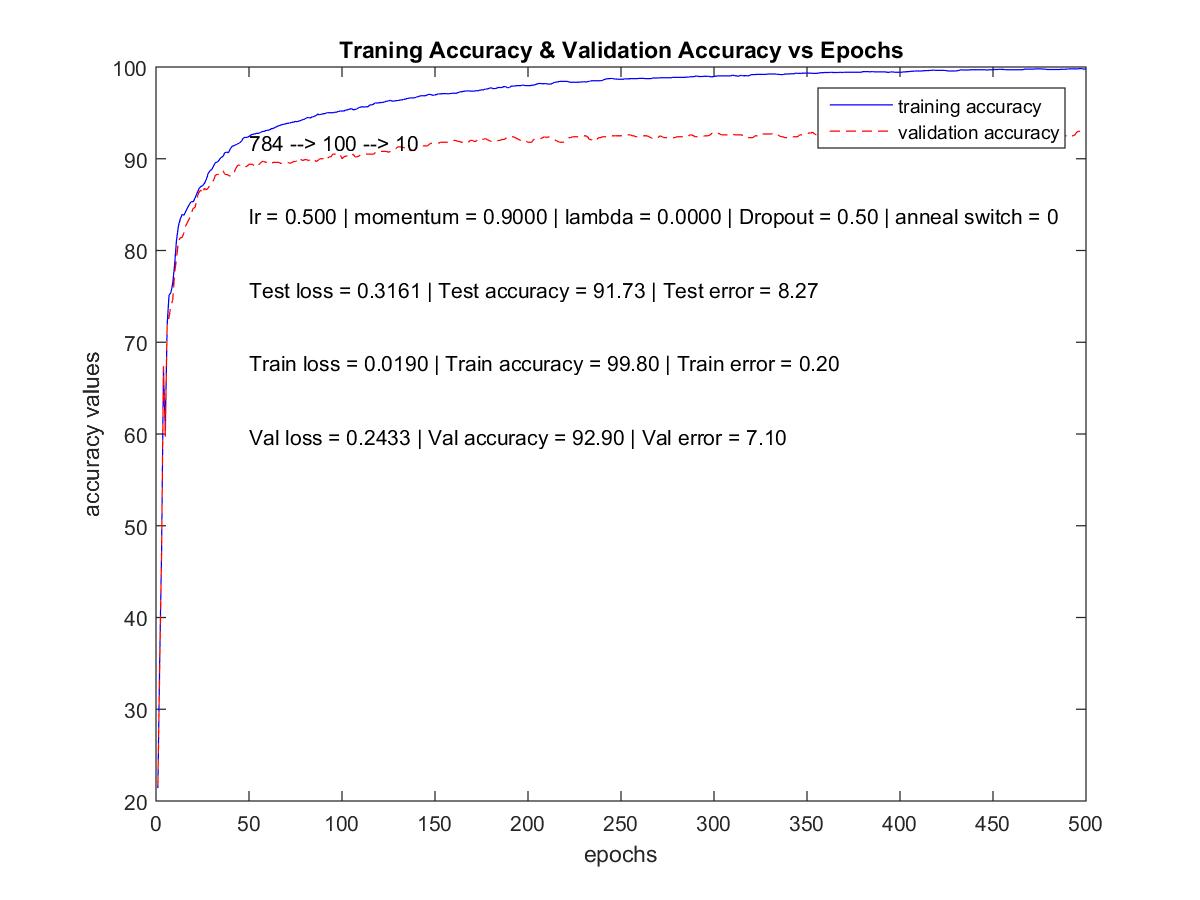 Traning Accuracy & Validation Accuracy vs Epochs
100
90
80
70
60
50
40
30
20
accuracy values
training accuracy
validation accuracy
784 --> 100 --> 10
lr = 0.500 | momentum = 0.9000 | lambda = 0.0000 | Dropout = 0.50 | anneal switch = 0
Test loss = 0.3161 | Test accuracy = 91.73 | Test error = 8.27
Train loss = 0.0190 | Train accuracy = 99.80 | Train error = 0.20
Val loss = 0.2433 | Val accuracy = 92.90 | Val error = 7.10
0 50 100 150 200 250 300 350 400 450 500
epochs